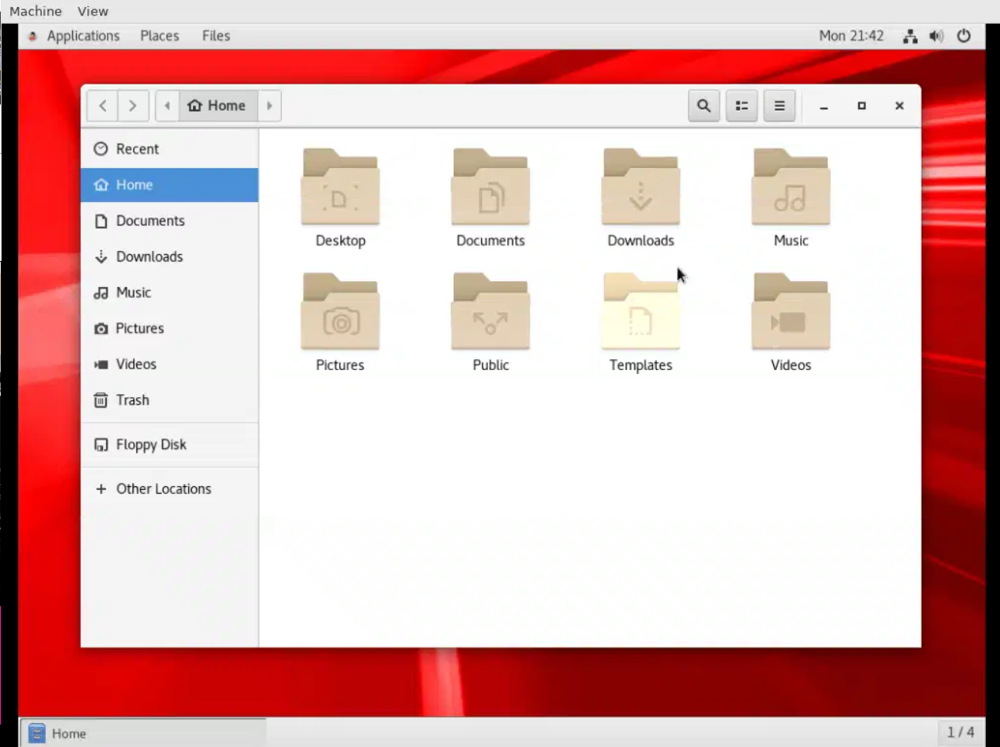 Machine View
Applications Places Files Mon 21:42
Home
Recent
Home
Documents
Downloads
Music
Pictures
Videos
Trash
Floppy Disk
Other Locations
Desktop Documents Downloads Music
Pictures Public Templates Videos
Home 1 / 4